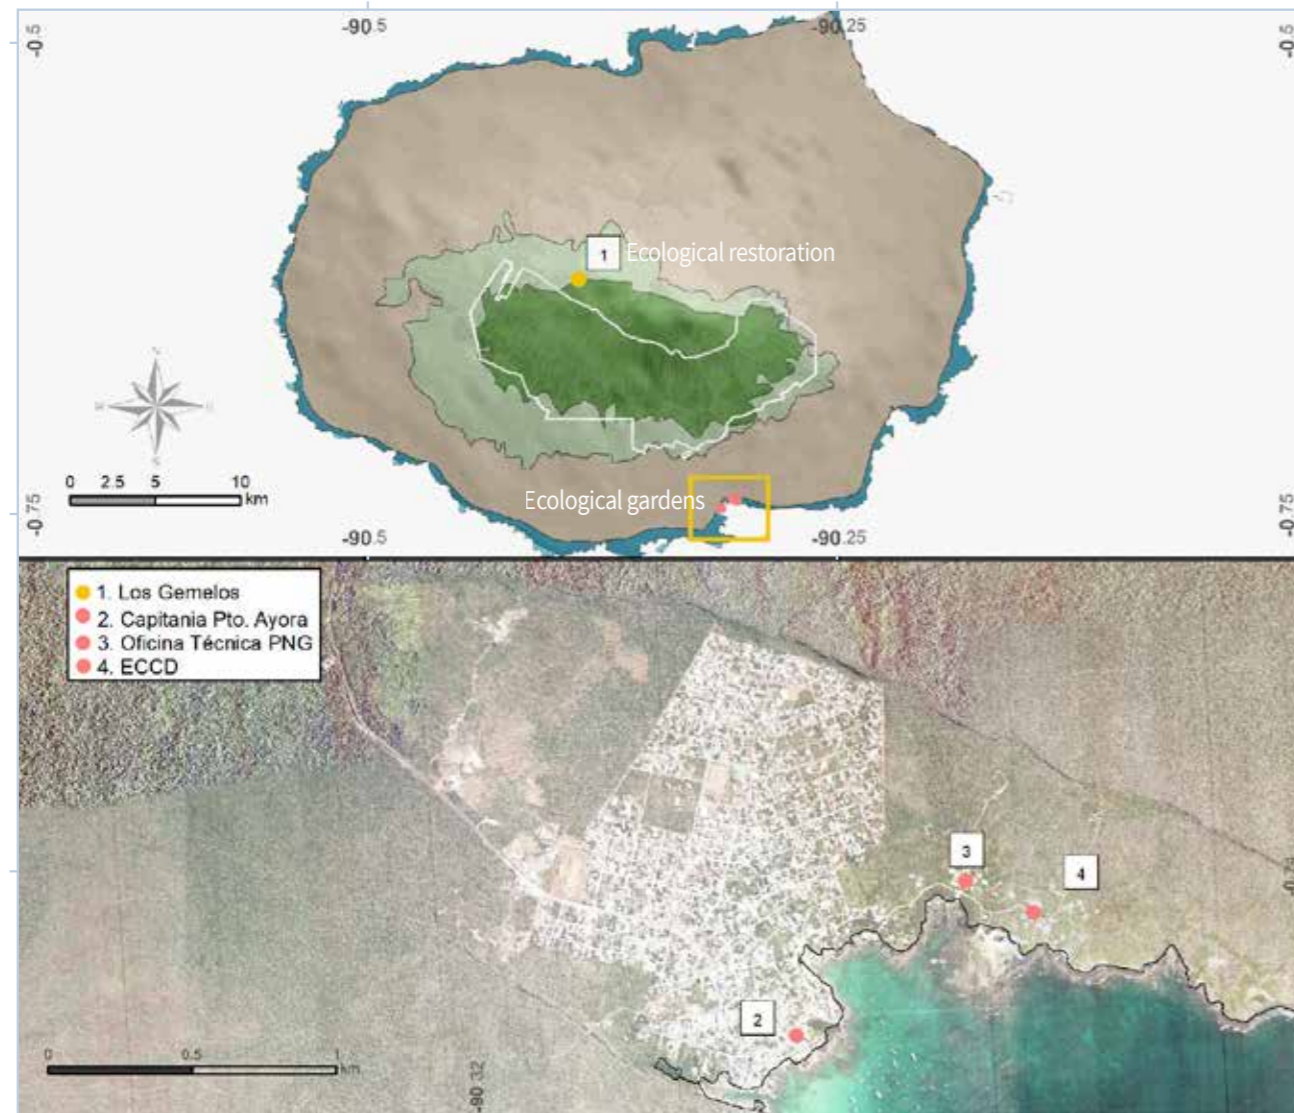 -90.5 -90.25
-0.5 -0.5
1 Ecological restoration
0 2.5 5 10
km
Ecological gardens
-0.75 -0.75
-90.5 -90.25
1. Los Gemelos
2. Capitania Pto. Ayora
3. Oficina Técnica PNG
4. ECCD
3
4
2
0 0.5 1
km
-90.32